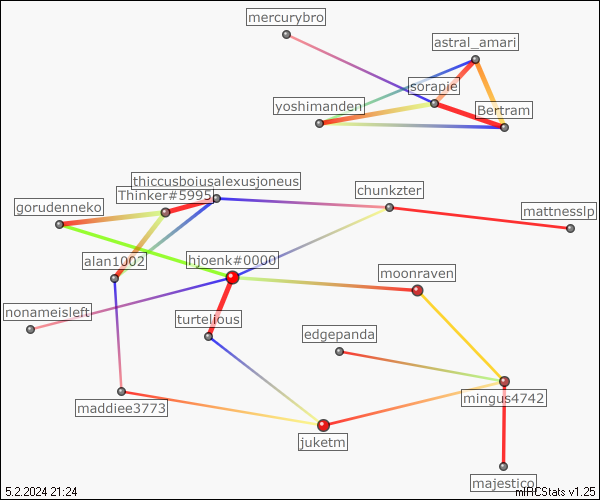 mercurybro
astral_amari
sorapie
yoshimanden
Bertram
thiccusboiusalexusjoneus
Thinker#5995
chunkzter
gorudenneko
mattnesslp
alan1002
hjoenk#0000
moonraven
nonameisleft
turtelious
edgepanda
mingus4742
maddiee3773
juketm
majestico
5.2.2024 21:24
mIRCStats v1.25